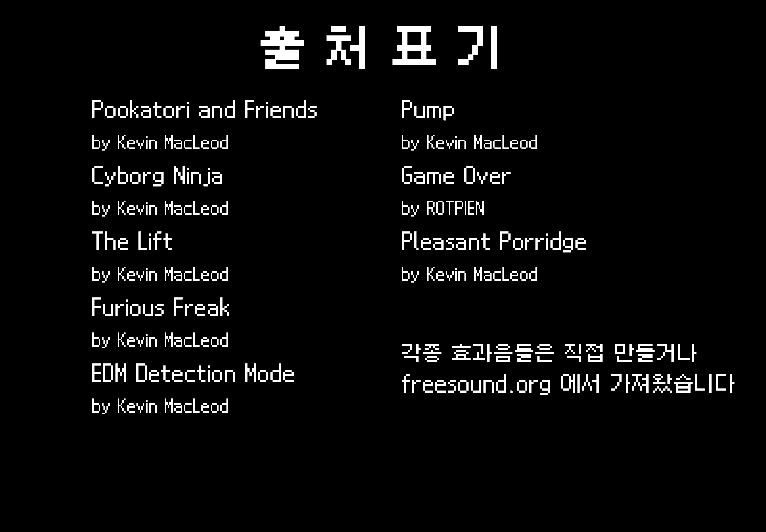 출처표기
Pookatori and Friends
by Kevin MacLeod
Cyborg Ninja
by Kevin MacLeod
The Lift
by Kevin MacLeod
Furious Freak
by Kevin MacLeod
EDM Detection Mode
by Kevin MacLeod
Pump
by Kevin MacLeod
Game Over
by ROTPIEN
Pleasant Porridge
by Kevin MacLeod
각종 효과음들은 직접 만들거나
freesound.org 에서 가져왔습니다